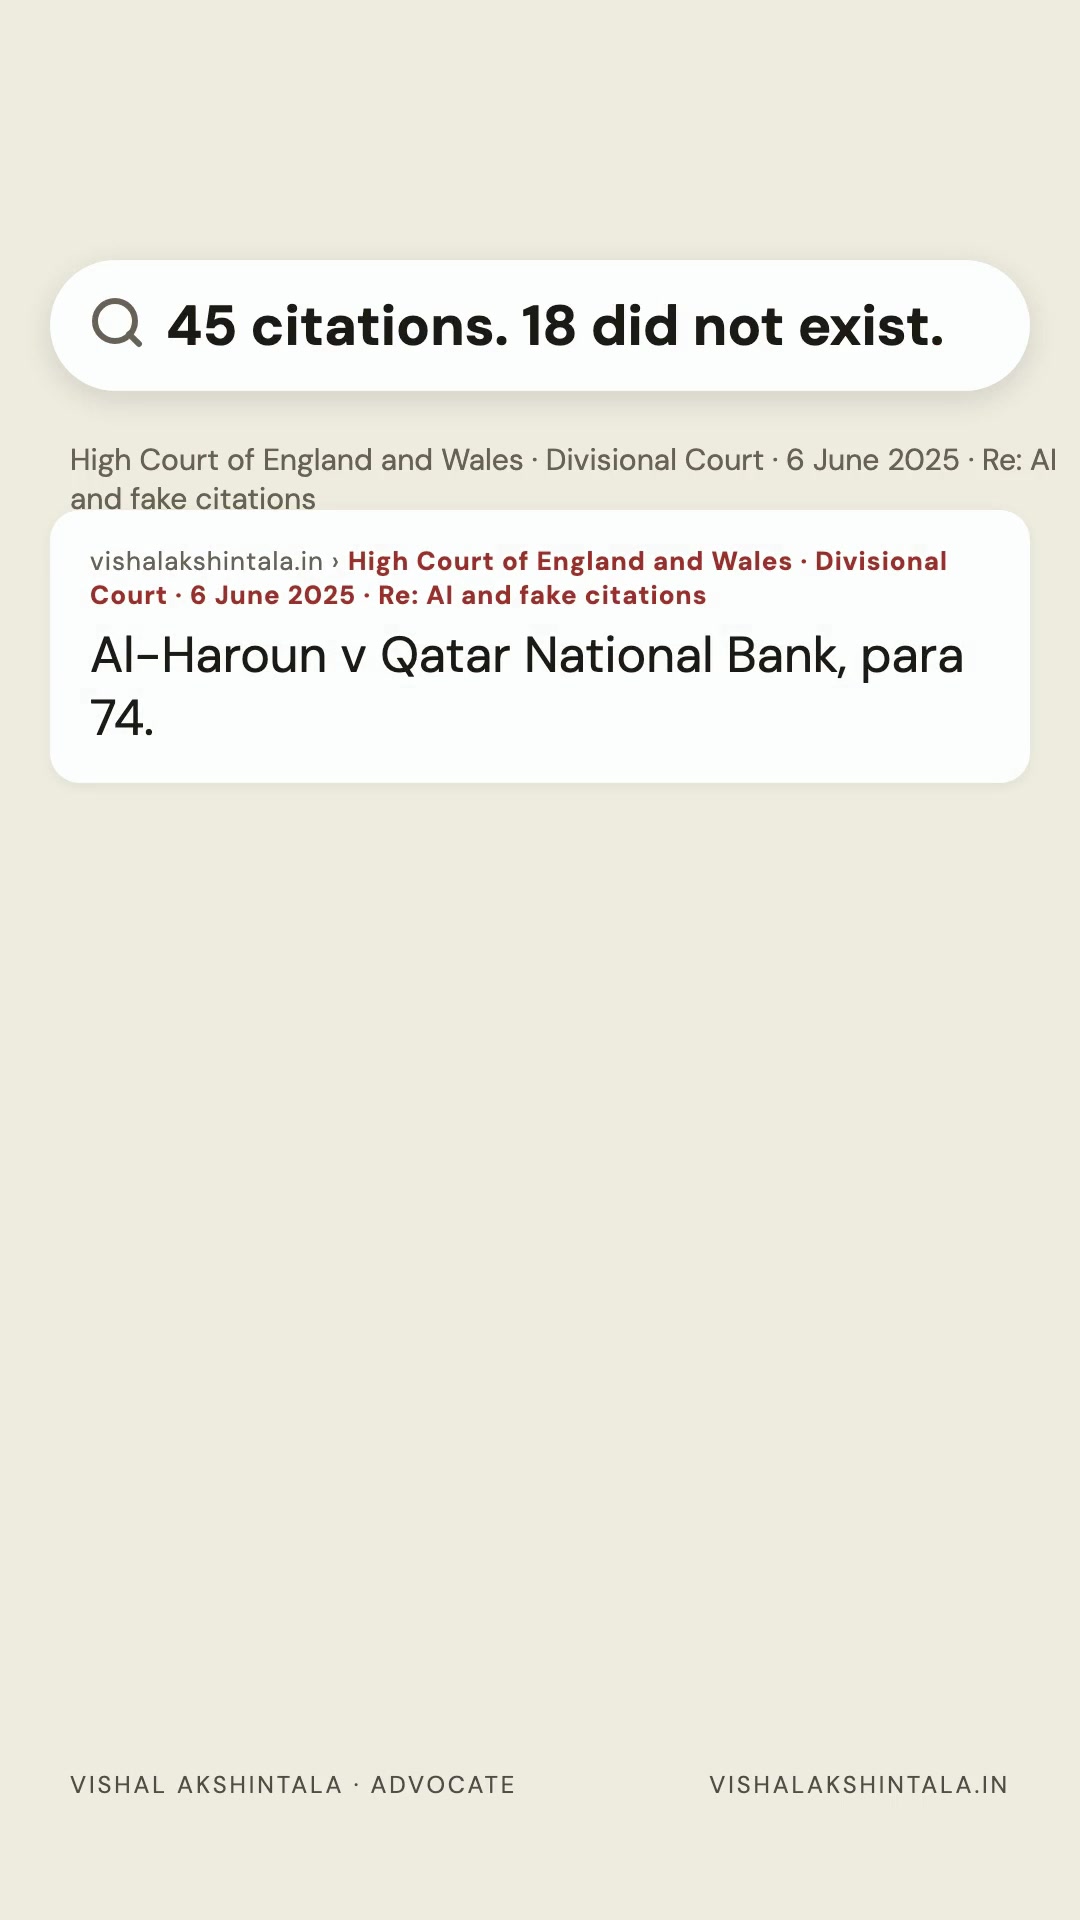 45 citations. 18 did not exist.
High Court of England and Wales · Divisional Court · 6 June 2025 · Re: AI
and fake citations
vishalakshintala.in › High Court of England and Wales · Divisional
Court · 6 June 2025 · Re: AI and fake citations
Al-Haroun v Qatar National Bank, para
74.
VISHAL AKSHINTALA · ADVOCATE
VISHALAKSHINTALA.IN